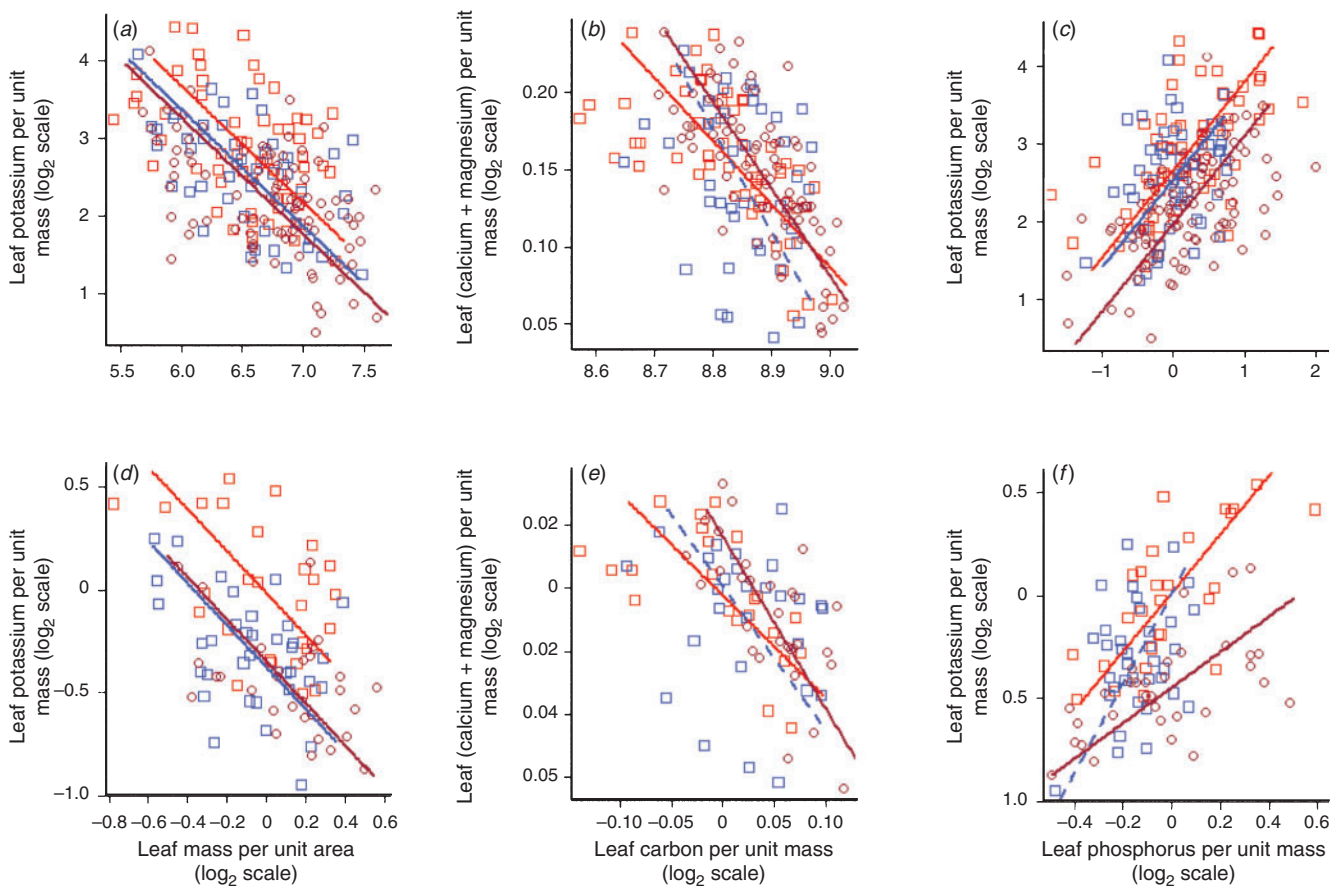 (a)
Leaf potassium per unit
mass (log2 scale)
4
3
2
1
5.5 6.0 6.5 7.0 7.5
(b)
Leaf (calcium + magnesium) per unit
mass (log2 scale)
0.20
0.15
0.10
0.05
8.6 8.7 8.8 8.9 9.0
(c)
Leaf potassium per unit
mass (log2 scale)
4
3
2
1
−1 0 1 2
(d)
Leaf potassium per unit
mass (log2 scale)
0.5
0
−0.5
−1.0
−0.8 −0.6 −0.4 −0.2 0 0.2 0.4 0.6
Leaf mass per unit area
(log2 scale)
(e)
Leaf (calcium + magnesium) per unit
mass (log2 scale)
0.02
0
0.02
0.05
−0.10 −0.05 0 0.05 0.10
Leaf carbon per unit mass
(log2 scale)
(f)
Leaf potassium per unit
mass (log2 scale)
0.5
0
0.5
1.0
−0.4 −0.2 0 0.2 0.4 0.6
Leaf phosphorus per unit mass
(log2 scale)